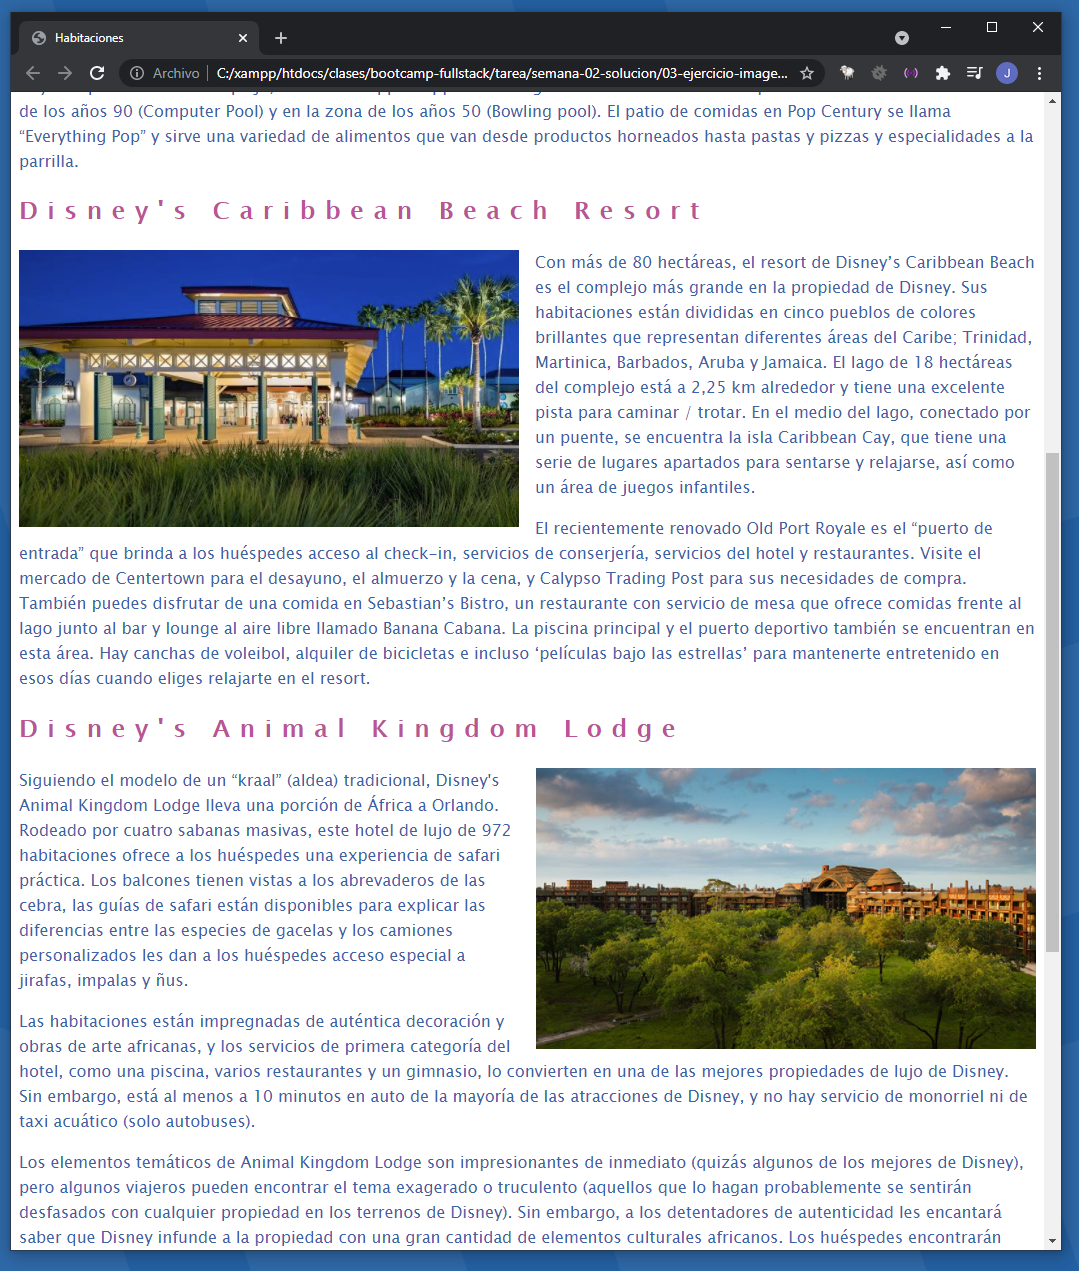 Habitaciones
Archivo C:/xampp/htdocs/clases/bootcamp-fullstack/tarea/semana-02-solucion/03-ejercicio-image...
J
de los años 90 (Computer Pool) y en la zona de los años 50 (Bowling pool). El patio de comidas en Pop Century se llama
“Everything Pop” y sirve una variedad de alimentos que van desde productos horneados hasta pastas y pizzas y especialidades a la
parrilla.
Disney's Caribbean Beach Resort
Con más de 80 hectáreas, el resort de Disney’s Caribbean Beach
es el complejo más grande en la propiedad de Disney. Sus
habitaciones están divididas en cinco pueblos de colores
brillantes que representan diferentes áreas del Caribe; Trinidad,
Martinica, Barbados, Aruba y Jamaica. El lago de 18 hectáreas
del complejo está a 2,25 km alrededor y tiene una excelente
pista para caminar / trotar. En el medio del lago, conectado por
un puente, se encuentra la isla Caribbean Cay, que tiene una
serie de lugares apartados para sentarse y relajarse, así como
un área de juegos infantiles.
El recientemente renovado Old Port Royale es el “puerto de
entrada” que brinda a los huéspedes acceso al check-in, servicios de conserjería, servicios del hotel y restaurantes. Visite el
mercado de Centertown para el desayuno, el almuerzo y la cena, y Calypso Trading Post para sus necesidades de compra.
También puedes disfrutar de una comida en Sebastian’s Bistro, un restaurante con servicio de mesa que ofrece comidas frente al
lago junto al bar y lounge al aire libre llamado Banana Cabana. La piscina principal y el puerto deportivo también se encuentran en
esta área. Hay canchas de voleibol, alquiler de bicicletas e incluso ‘películas bajo las estrellas’ para mantenerte entretenido en
esos días cuando eliges relajarte en el resort.
Disney's Animal Kingdom Lodge
Siguiendo el modelo de un “kraal” (aldea) tradicional, Disney's
Animal Kingdom Lodge lleva una porción de África a Orlando.
Rodeado por cuatro sabanas masivas, este hotel de lujo de 972
habitaciones ofrece a los huéspedes una experiencia de safari
práctica. Los balcones tienen vistas a los abrevaderos de las
cebra, las guías de safari están disponibles para explicar las
diferencias entre las especies de gacelas y los camiones
personalizados les dan a los huéspedes acceso especial a
jirafas, impalas y ñus.
Las habitaciones están impregnadas de auténtica decoración y
obras de arte africanas, y los servicios de primera categoría del
hotel, como una piscina, varios restaurantes y un gimnasio, lo convierten en una de las mejores propiedades de lujo de Disney.
Sin embargo, está al menos a 10 minutos en auto de la mayoría de las atracciones de Disney, y no hay servicio de monorriel ni de
taxi acuático (solo autobuses).
Los elementos temáticos de Animal Kingdom Lodge son impresionantes de inmediato (quizás algunos de los mejores de Disney),
pero algunos viajeros pueden encontrar el tema exagerado o truculento (aquellos que lo hagan probablemente se sentirán
desfasados con cualquier propiedad en los terrenos de Disney). Sin embargo, a los detentadores de autenticidad les encantará
saber que Disney infunde a la propiedad con una gran cantidad de elementos culturales africanos. Los huéspedes encontrarán